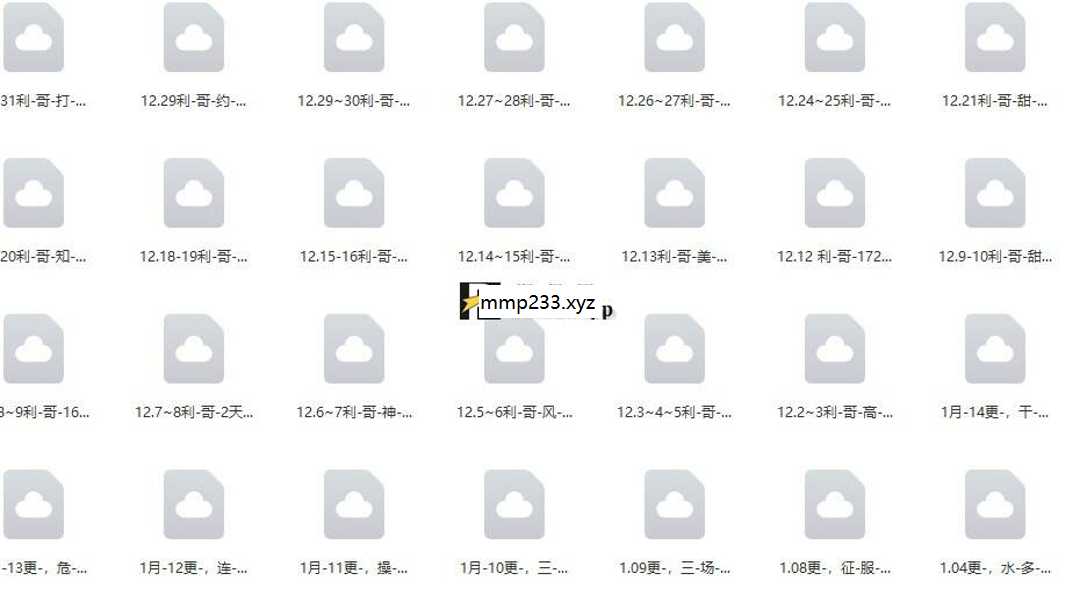 31利-哥-打-...
12.29利-哥-约-...
12.29~30利-哥-...
12.27~28利-哥-...
12.26~27利-哥-...
12.24~25利-哥-...
12.21利-哥-甜-...
20利-哥-知-...
12.18-19利-哥-...
12.15-16利-哥-...
12.14~15利-哥-...
12.13利-哥-美-...
12.12 利-哥-172...
12.9-10利-哥-甜...
mmp233.xyz
p
~9利-哥-16...
12.7~8利-哥-2天...
12.6~7利-哥-神-...
12.5~6利-哥-风-...
12.3~4~5利-哥-...
12.2~3利-哥-高-...
1月-14更-，干-...
-13更-，危-...
1月-12更-，连-...
1月-11更-，操-...
1月-10更-，三-...
1.09更-，三-场-...
1.08更-，征-服-...
1.04更-，水-多-...